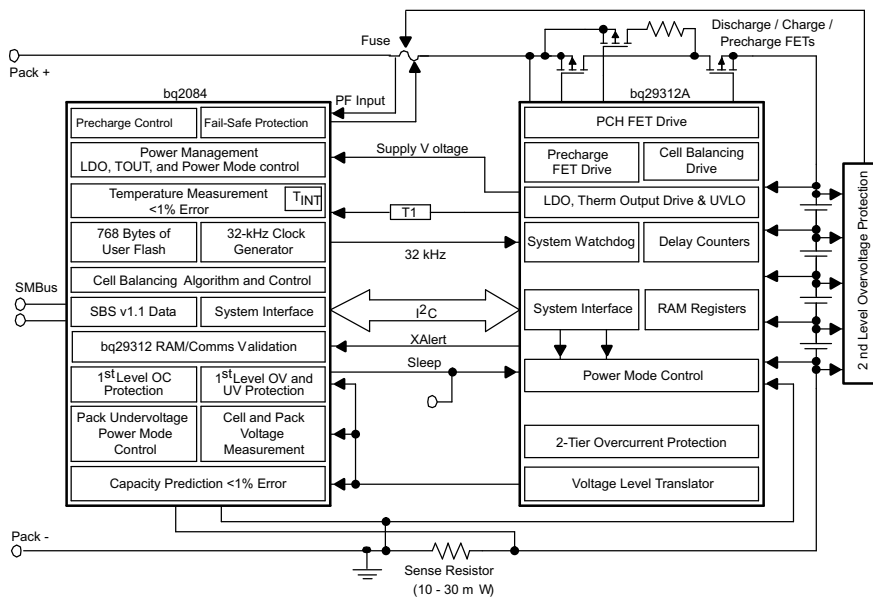 Discharge / Charge /
Precharge FETs
Fuse
Pack +
bq2084
PF Input
bq29312A
Precharge Control
Fail-Safe Protection
PCH FET Drive
Power Management
LDO, TOUT, and Power Mode control
Supply V oltage
Precharge
FET Drive
Cell Balancing
Drive
Temperature Measurement
<1% Error
TINT
T1
LDO, Therm Output Drive & UVLO
768 Bytes of
User Flash
32-kHz Clock
Generator
32 kHz
System Watchdog
Delay Counters
2 nd Level Overvoltage Protection
Cell Balancing Algorithm and Control
SMBus
SBS v1.1 Data
System Interface
I2C
System Interface
RAM Registers
bq29312 RAM/Comms Validation
XAlert
Sleep
1st Level OC
Protection
1st Level OV and
UV Protection
Power Mode Control
Pack Undervoltage
Power Mode
Control
Cell and Pack
Voltage
Measurement
2-Tier Overcurrent Protection
Capacity Prediction <1% Error
Voltage Level Translator
Pack -
Sense Resistor
(10 - 30 m W)